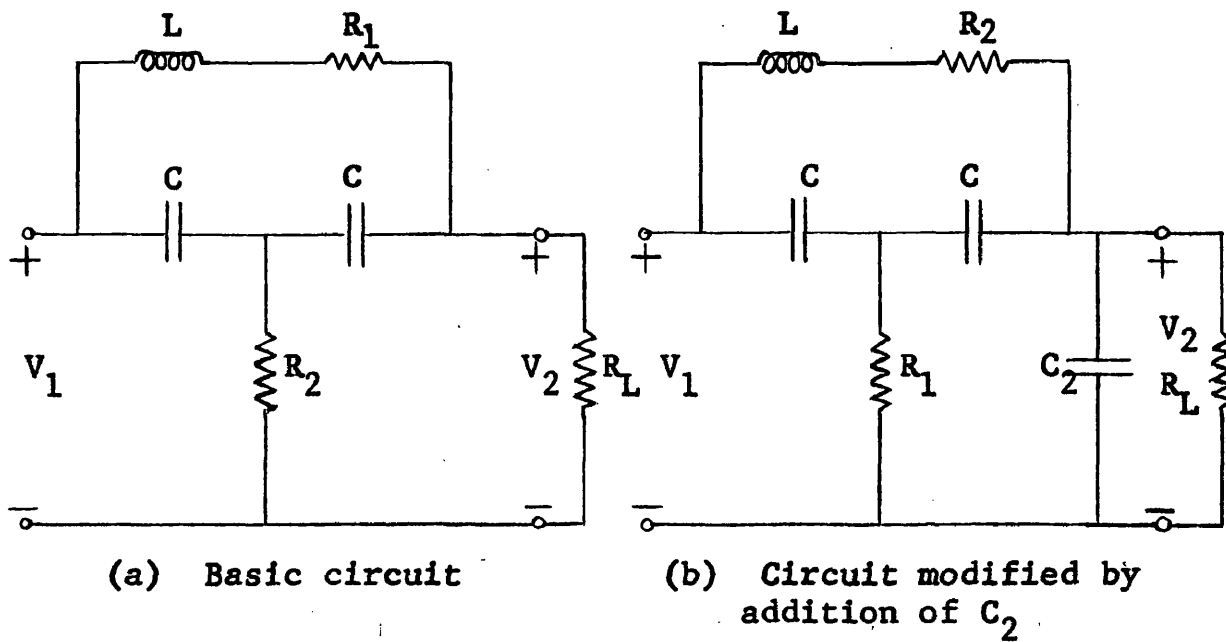 L R1 L R2
C C C C
+ + + +
V1 R2 V2 RL V1 R1 C2 V2 RL
− − − −
(a) Basic circuit
(b) Circuit modified by
addition of C2